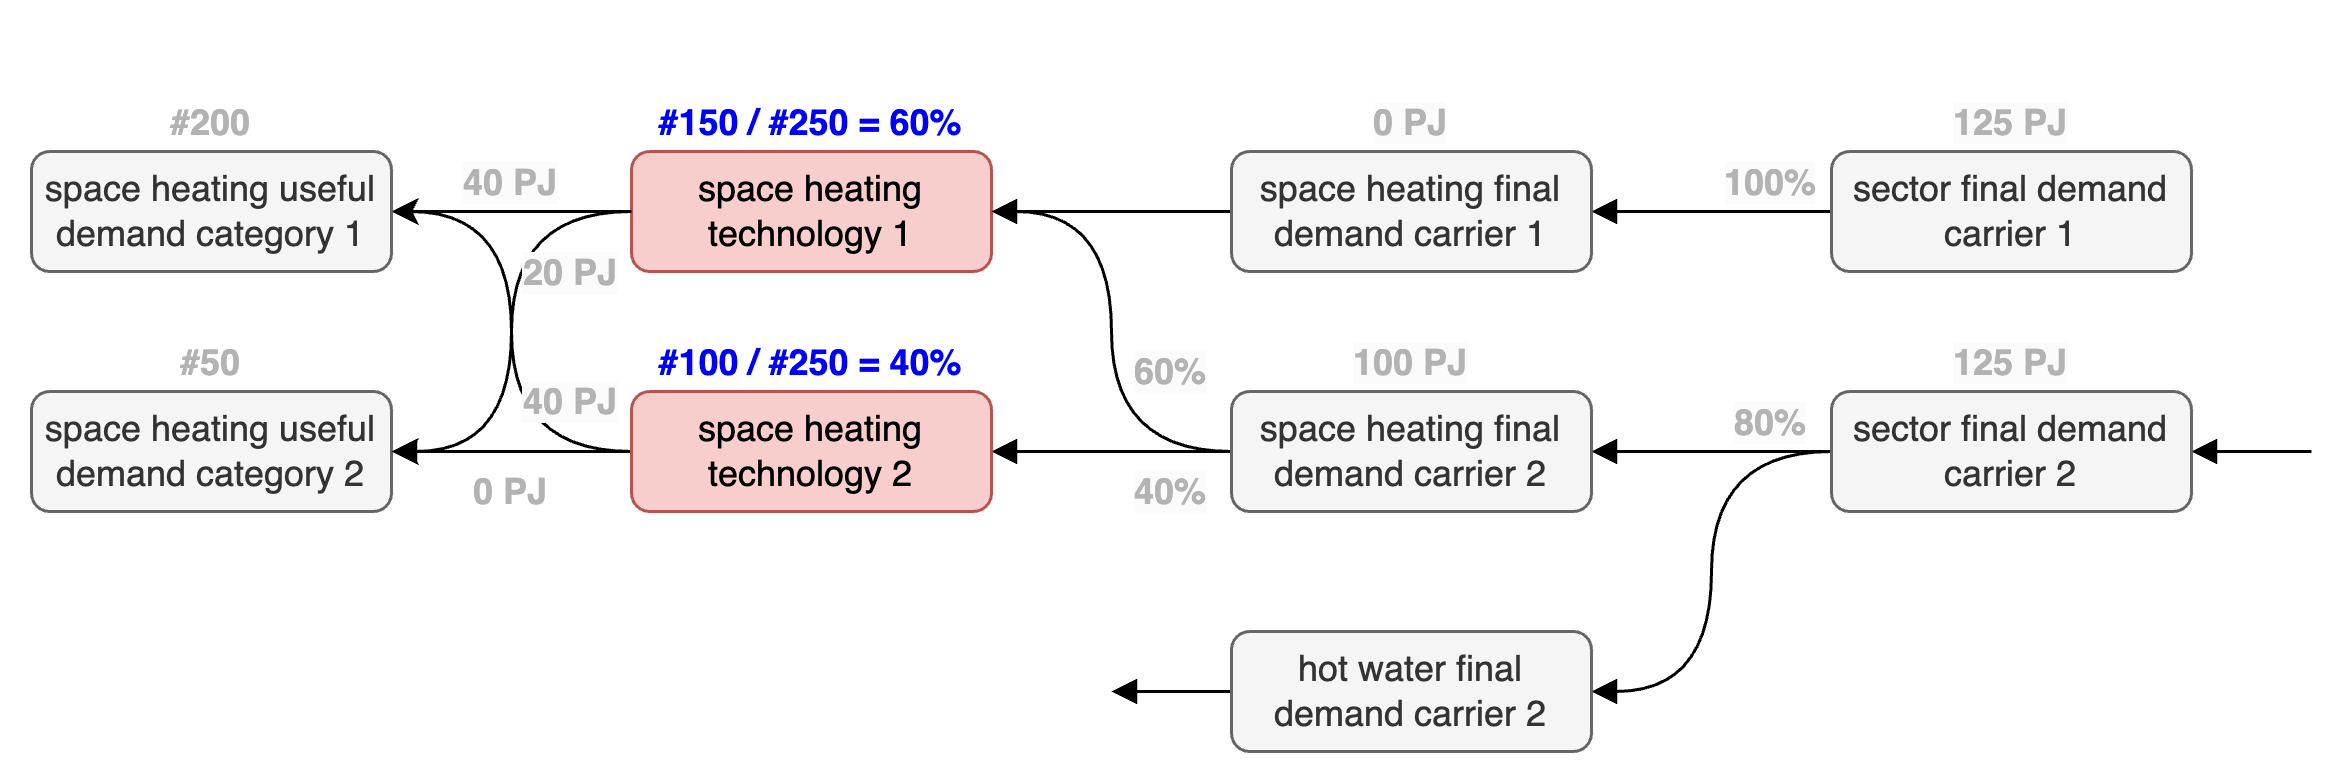 #200
#150 / #250 = 60%
0 PJ
125 PJ
space heating useful
demand category 1
40 PJ
space heating
technology 1
space heating final
demand carrier 1
100%
sector final demand
carrier 1
20 PJ
#50
#100 / #250 = 40%
60%
100 PJ
125 PJ
space heating useful
demand category 2
40 PJ
0 PJ
space heating
technology 2
40%
space heating final
demand carrier 2
80%
sector final demand
carrier 2
hot water final
demand carrier 2